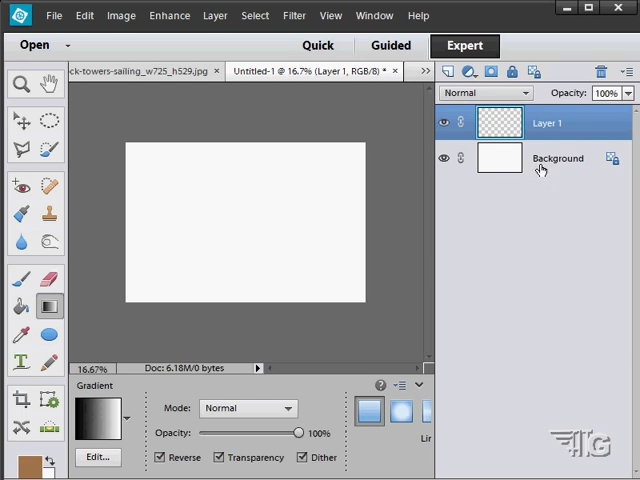 File Edit Image Enhance Layer Select Filter View Window Help
Open Quick Guided Expert
ck-towers-sailing_w725_h529.jpg × Untitled-1 @ 16.7% (Layer 1, RGB/8) * ×
Normal Opacity: 100%
Layer 1
Background
16.67% Doc: 6.18M/0 bytes
Gradient
Mode: Normal
Opacity: 100%
Edit... Reverse Transparency Dither
Lir